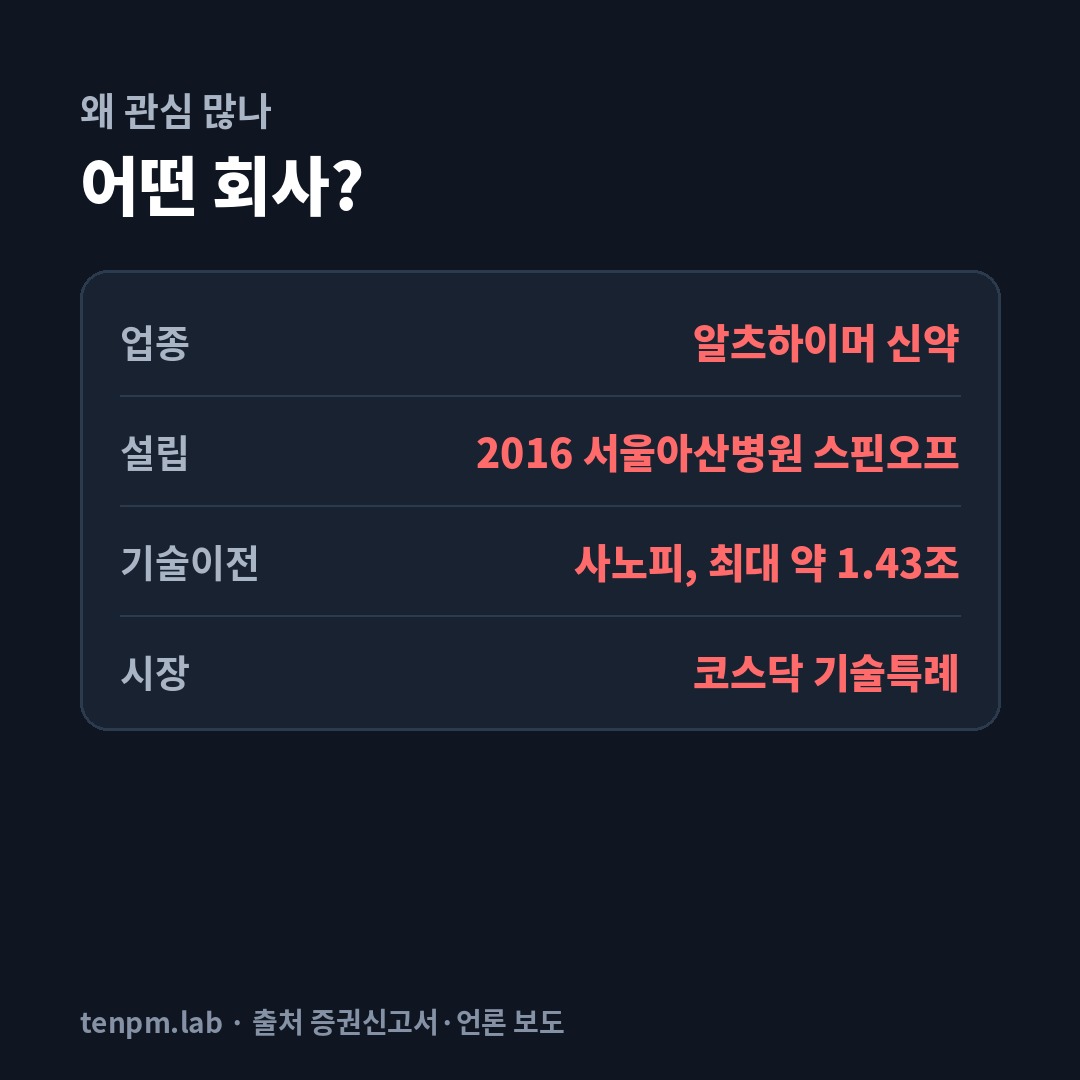 왜 관심 많나
어떤 회사?
업종 알츠하이머 신약
설립 2016 서울아산병원 스핀오프
기술이전 사노피, 최대 약 1.43조
시장 코스닥 기술특례
tenpm.lab · 출처 증권신고서·언론 보도